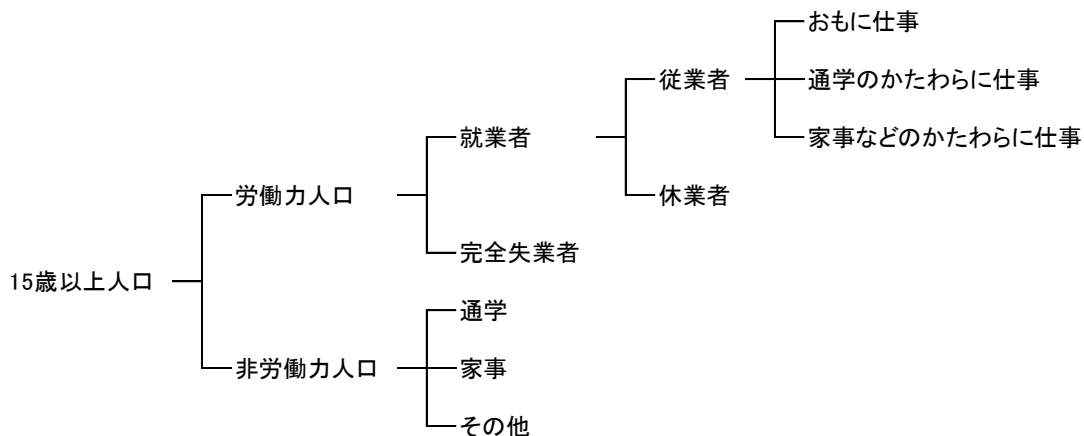 おもに仕事
従業者
通学のかたわらに仕事
就業者
家事などのかたわらに仕事
労働力人口
休業者
完全失業者
15歳以上人口
通学
非労働力人口
家事
その他